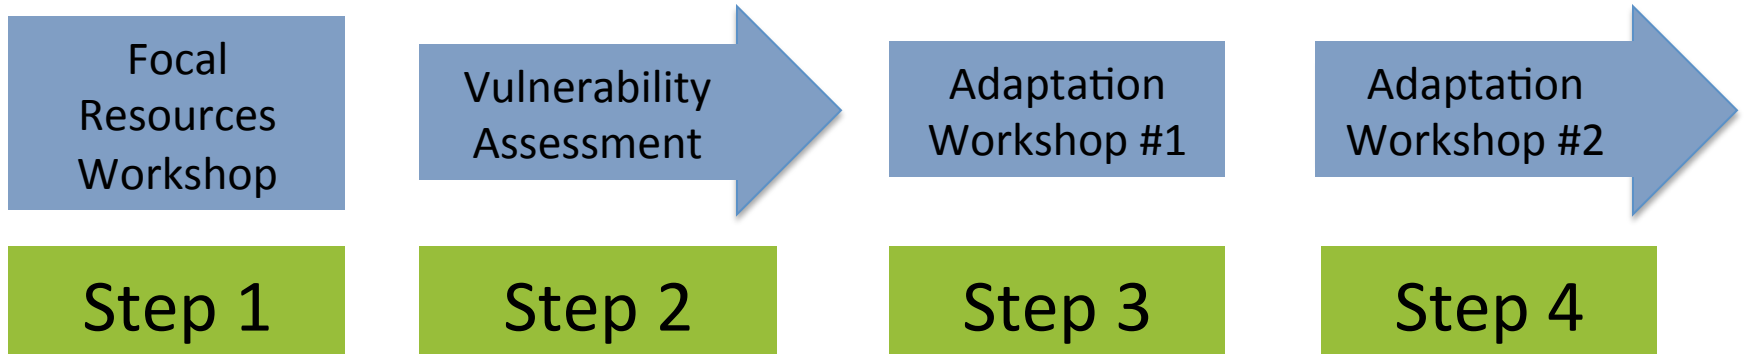 Focal
Resources
Workshop
Vulnerability
Assessment
Adaptation
Workshop #1
Adaptation
Workshop #2
Step 1
Step 2
Step 3
Step 4